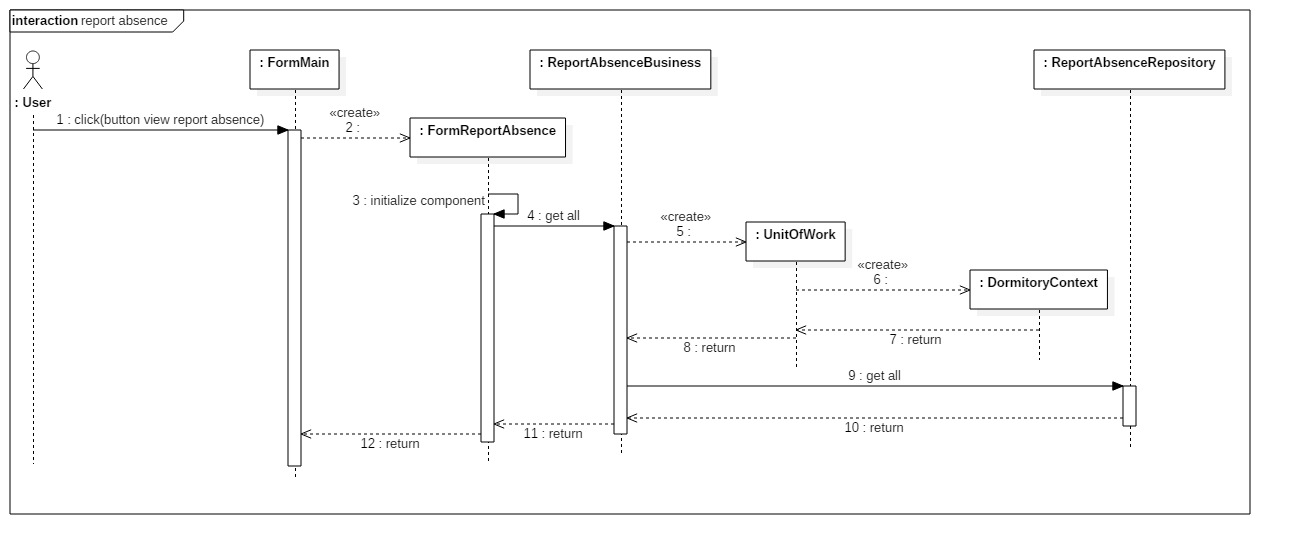 interaction report absence
: FormMain
: ReportAbsenceBusiness
: ReportAbsenceRepository
: User
1 : click(button view report absence)
«create»
2 :
: FormReportAbsence
3 : initialize component
4 : get all
«create»
5 :
: UnitOfWork
«create»
6 :
: DormitoryContext
7 : return
8 : return
9 : get all
10 : return
11 : return
12 : return